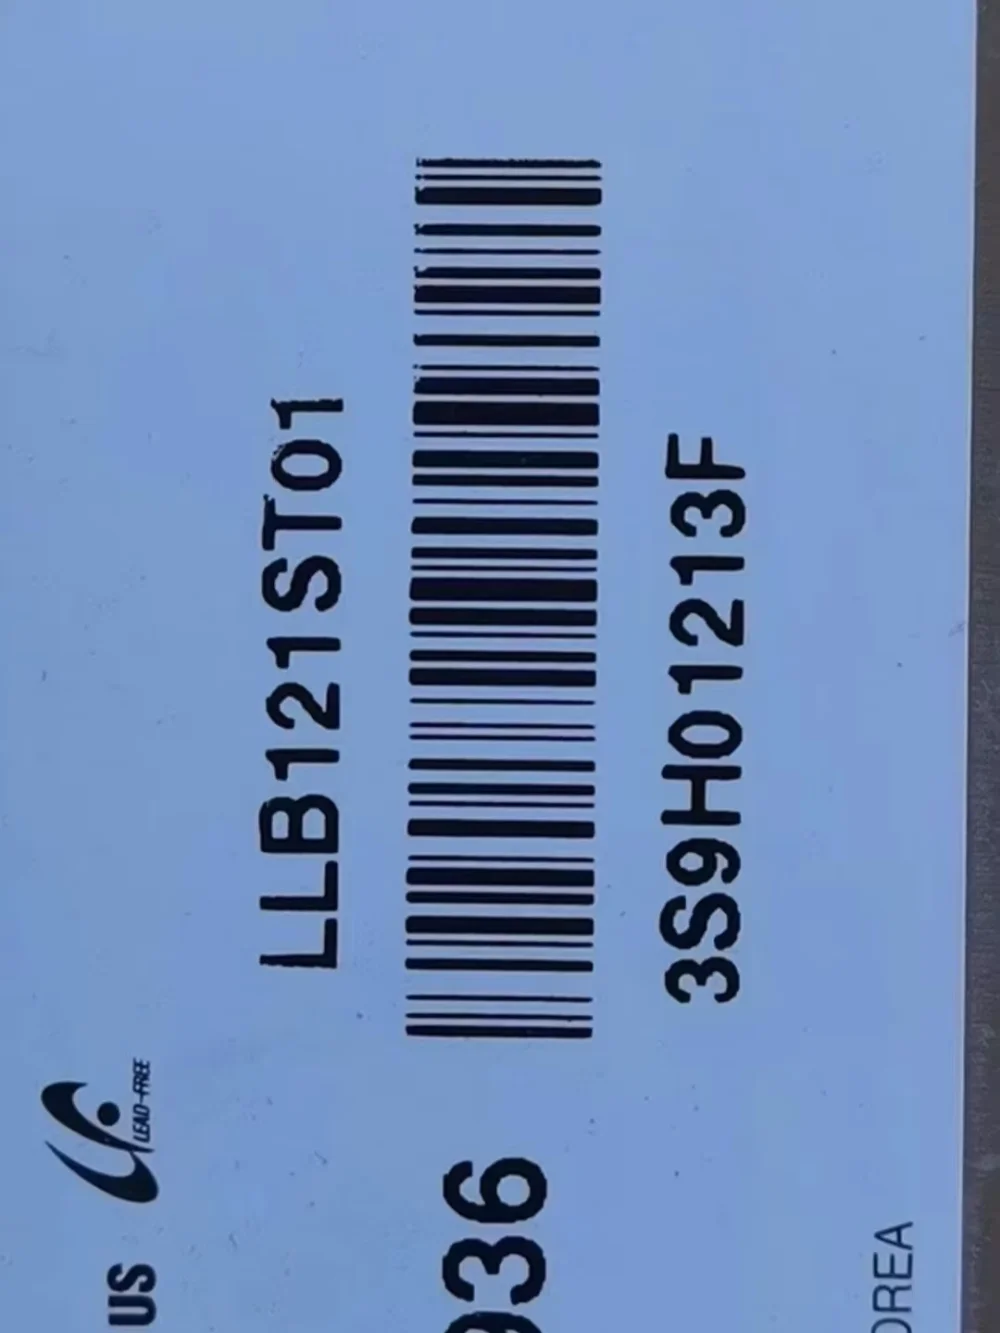 US
LEAD-FREE
LLB121ST01
936
3S9H01213F
OREA